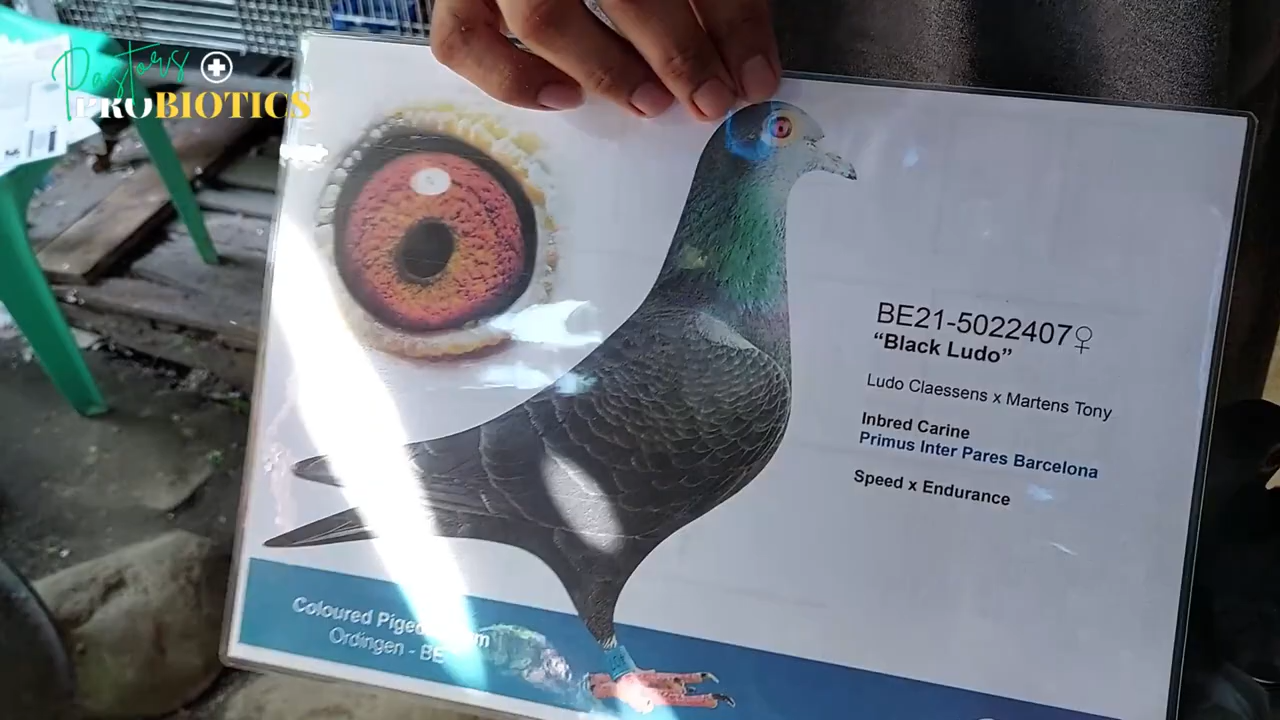 Pastors
PROBIOTICS
BE21-5022407♀
“Black Ludo”
Ludo Claessens x Martens Tony
Inbred Carine
Primus Inter Pares Barcelona
Speed x Endurance
Coloured
Ordingen - BE